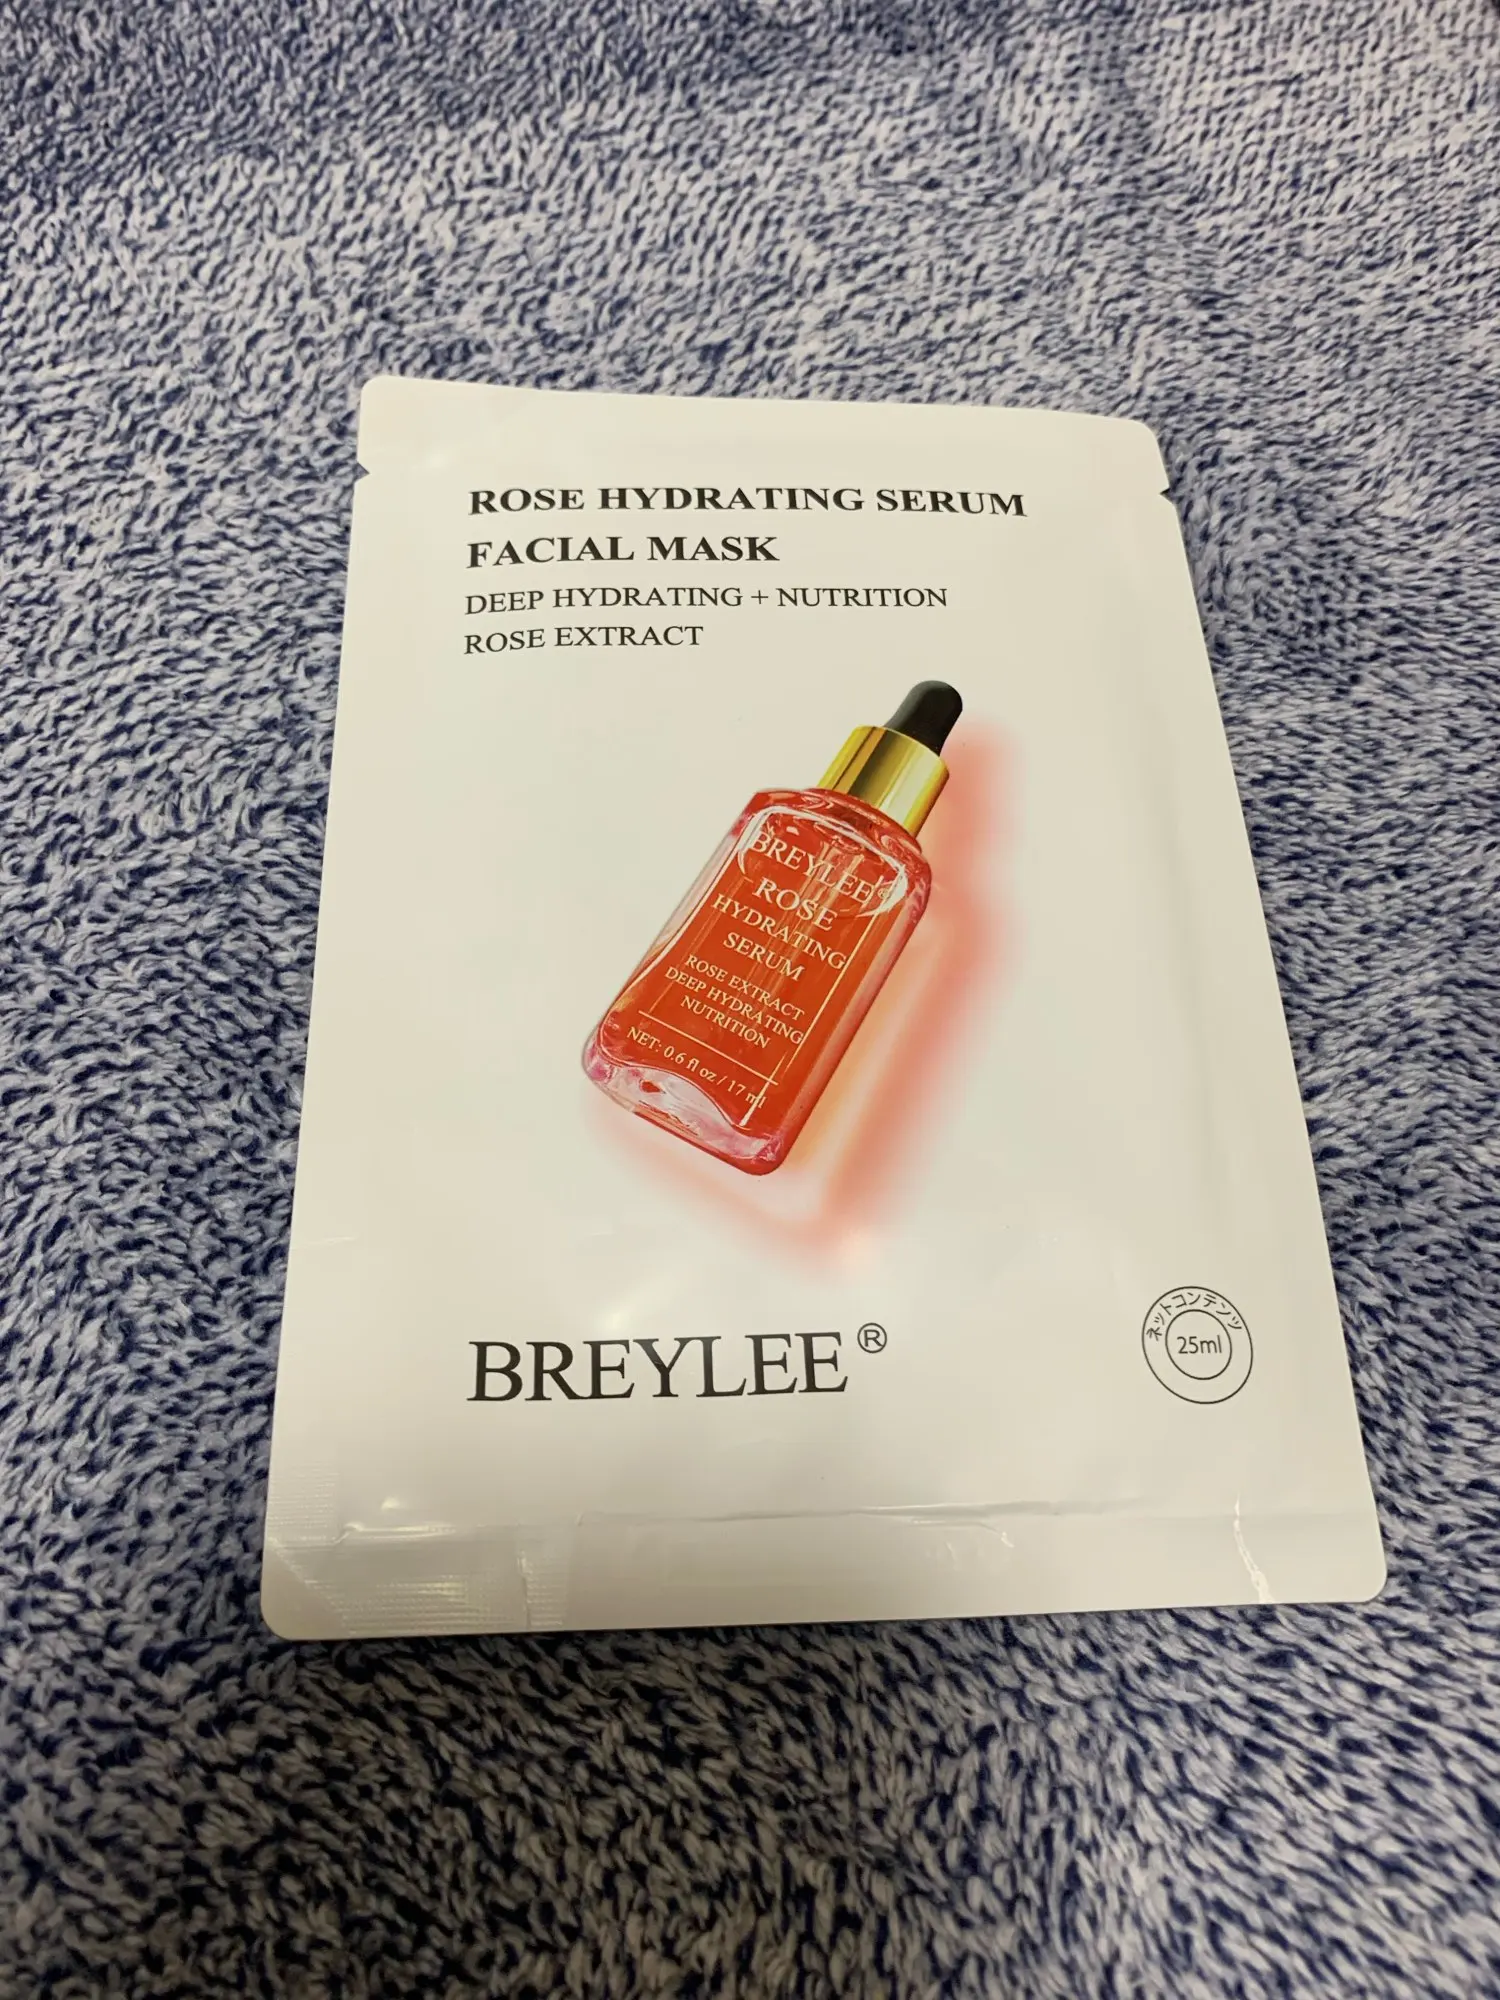 ROSE HYDRATING SERUM
FACIAL MASK
DEEP HYDRATING + NUTRITION
ROSE EXTRACT
BREYLEE®
ROSE
HYDRATING
SERUM
ROSE EXTRACT
DEEP HYDRATING
NUTRITION
NET: 0.6 fl oz / 17 ml
BREYLEE®
ネットコンテンツ
25ml